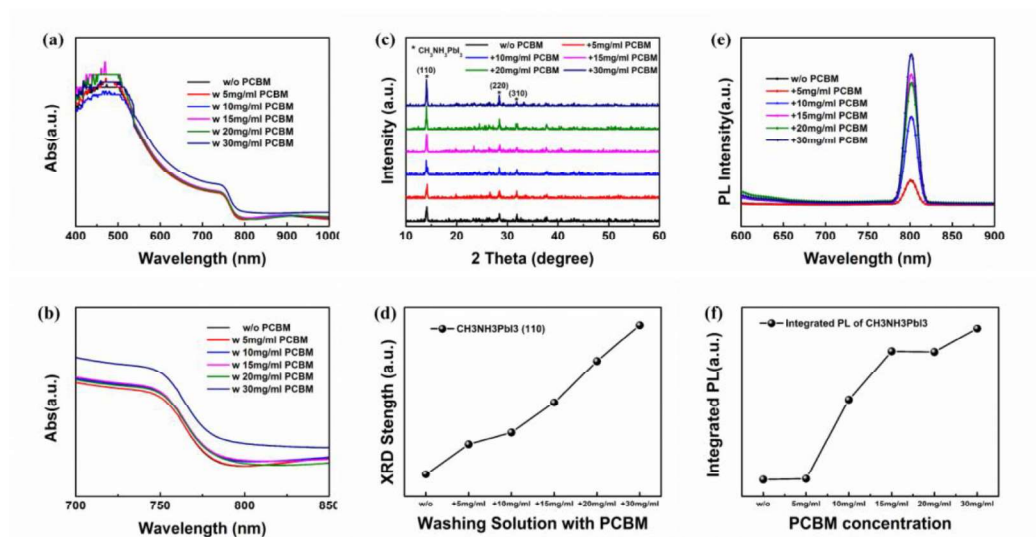 (a)
Abs(a.u.)
w/o PCBM
w 5mg/ml PCBM
w 10mg/ml PCBM
w 15mg/ml PCBM
w 20mg/ml PCBM
w 30mg/ml PCBM
400 500 600 700 800 900 1000
Wavelength (nm)
(c)
Intensity(a.u.)
* CH3NH3PbI3
w/o PCBM +5mg/ml PCBM
+10mg/ml PCBM +15mg/ml PCBM
+20mg/ml PCBM +30mg/ml PCBM
(110)
(220)
(310)
* * *
10 20 30 40 50 60
2 Theta (degree)
(e)
PL Intensity(a.u.)
w/o PCBM
+5mg/ml PCBM
+10mg/ml PCBM
+15mg/ml PCBM
+20mg/ml PCBM
+30mg/ml PCBM
600 650 700 750 800 850 900
Wavelength (nm)
(b)
Abs(a.u.)
w/o PCBM
w 5mg/ml PCBM
w 10mg/ml PCBM
w 15mg/ml PCBM
w 20mg/ml PCBM
w 30mg/ml PCBM
700 750 800 850
Wavelength (nm)
(d)
XRD Stength (a.u.)
CH3NH3PbI3 (110)
w/o +5mg/ml +10mg/ml +15mg/ml +20mg/ml +30mg/ml
Washing Solution with PCBM
(f)
Integrated PL(a.u.)
Integrated PL of CH3NH3PbI3
w/o 5mg/ml 10mg/ml 15mg/ml 20mg/ml 30mg/ml
PCBM concentration